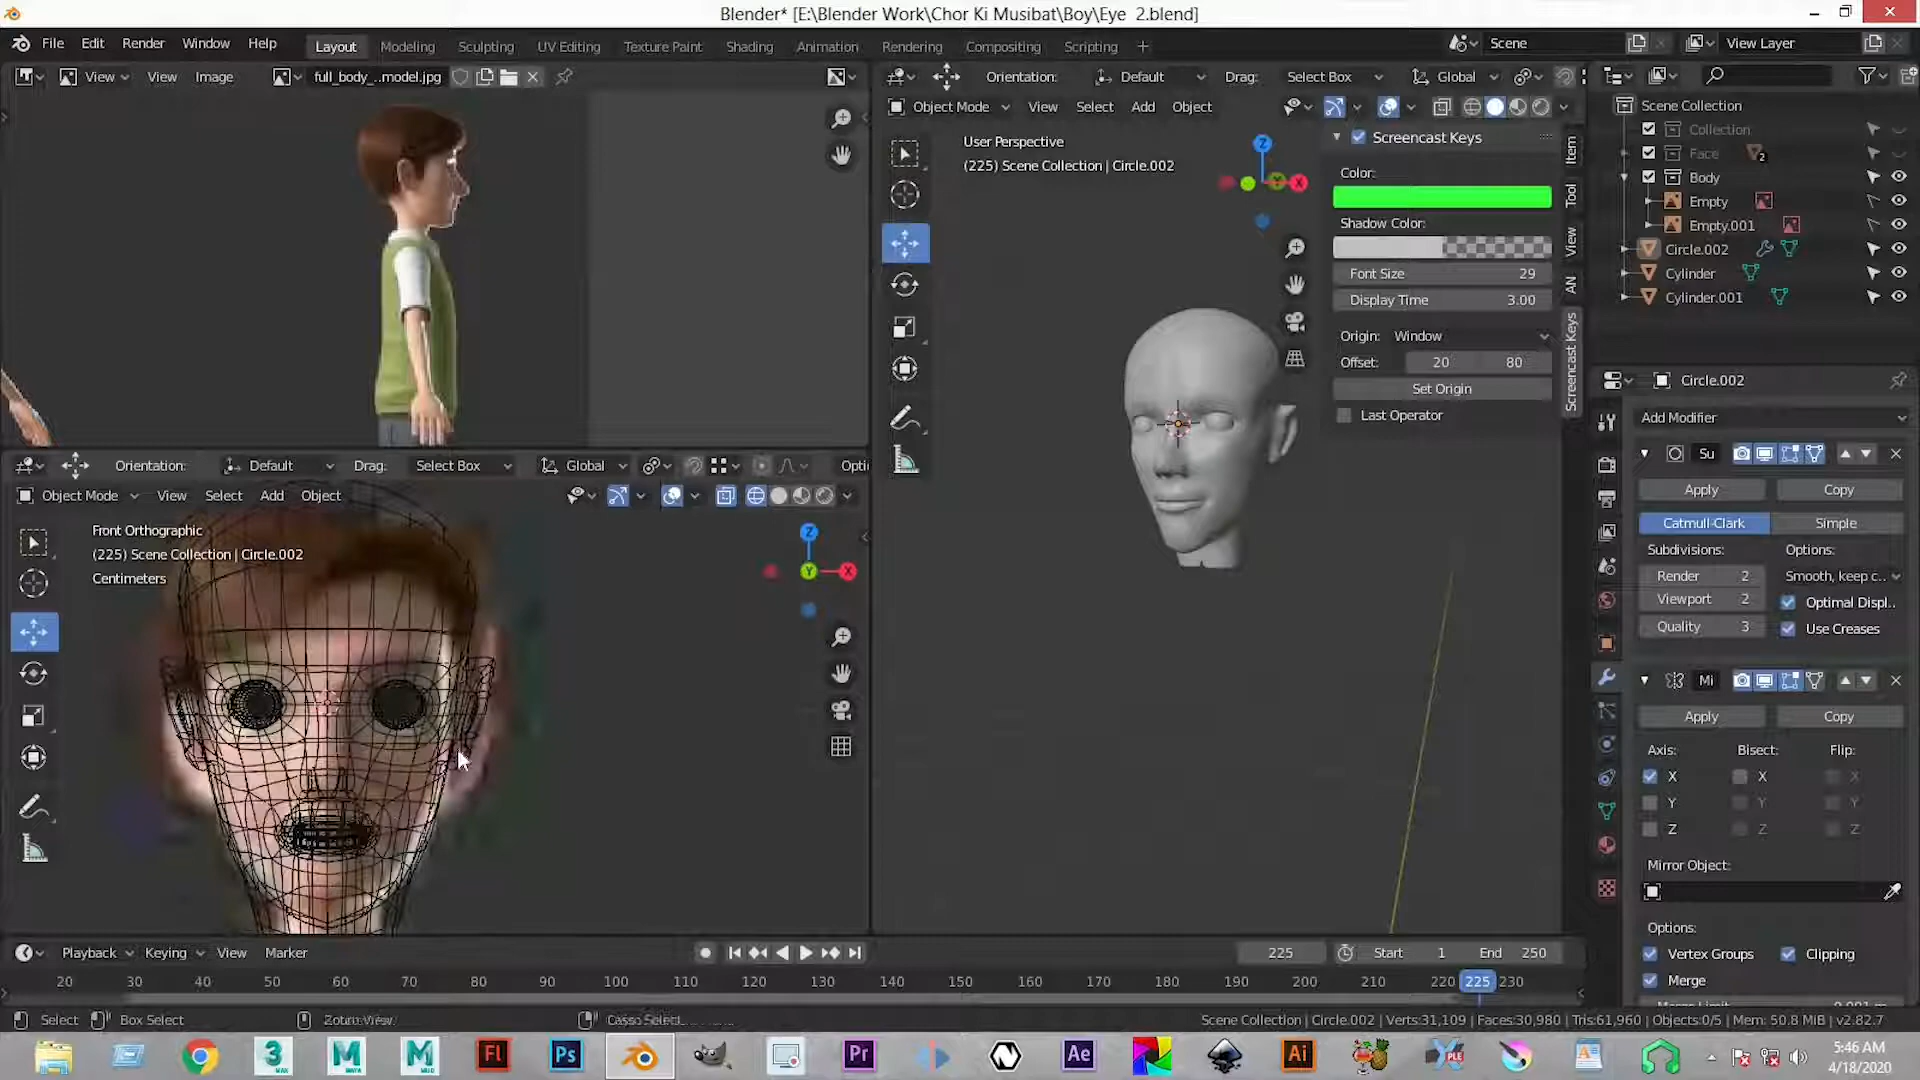 Blender* [E:\Blender Work\Chor Ki Musibat\Boy\Eye  2.blend]
File Edit Render Window Help Layout Modeling Sculpting UV Editing Texture Paint Shading Animation Rendering Compositing Scripting + Scene View Layer
View View Image full_body_..model.jpg
Orientation: Default Drag: Select Box Global
Object Mode View Select Add Object
User Perspective
(225) Scene Collection | Circle.002
Screencast Keys
Color:
Shadow Color:
Font Size 29
Display Time 3.00
Origin: Window
Offset: 20 80
Set Origin
Last Operator
Item
Tool
View
AN
Screencast Keys
Scene Collection
Collection
Face 2
Body
Empty
Empty.001
Circle.002
Cylinder
Cylinder.001
Circle.002
Add Modifier
Su
Apply Copy
Catmull-Clark Simple
Subdivisions: Options:
Render 2 Smooth, keep c..
Viewport 2 Optimal Displ..
Quality 3 Use Creases
Mi
Apply Copy
Axis: Bisect: Flip:
X X X
Y Y Y
Z Z Z
Mirror Object:
Options:
Vertex Groups Clipping
Merge
Orientation: Default Drag: Select Box Global Opti
Object Mode View Select Add Object
Front Orthographic
(225) Scene Collection | Circle.002
Centimeters
Playback Keying View Marker 225 Start 1 End 250
20 30 40 50 60 70 80 90 100 110 120 130 140 150 160 170 180 190 200 210 220 225 230
Select Box Select Scene Collection | Circle.002 | Verts:31,109 | Faces:30,980 | Tris:61,960 | Objects:0/5 | Mem: 50.8 MiB | v2.82.7
5:46 AM
4/18/2020